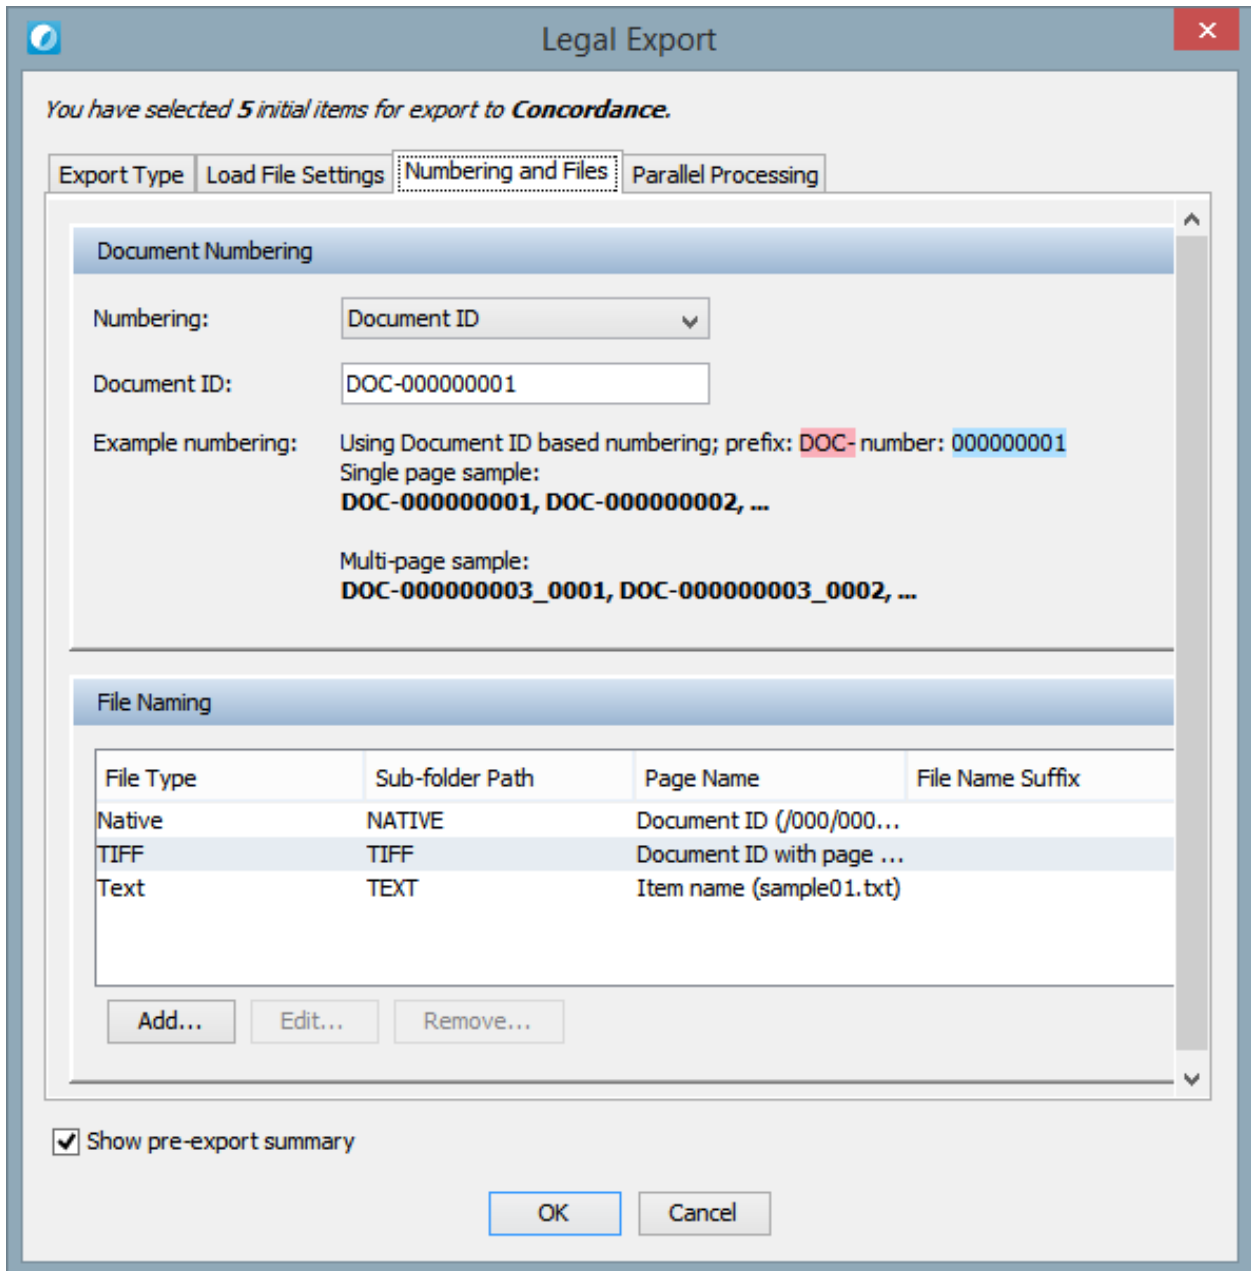 Legal Export
You have selected 5 initial items for export to Concordance.
Export Type Load File Settings Numbering and Files Parallel Processing
Document Numbering
Numbering: Document ID
Document ID: DOC-000000001
Example numbering: Using Document ID based numbering; prefix: DOC- number: 000000001
Single page sample:
DOC-000000001, DOC-000000002, ...
Multi-page sample:
DOC-000000003_0001, DOC-000000003_0002, ...
File Naming
File Type Sub-folder Path Page Name File Name Suffix
Native NATIVE Document ID (/000/000...
TIFF TIFF Document ID with page ...
Text TEXT Item name (sample01.txt)
Add... Edit... Remove...
Show pre-export summary
OK Cancel